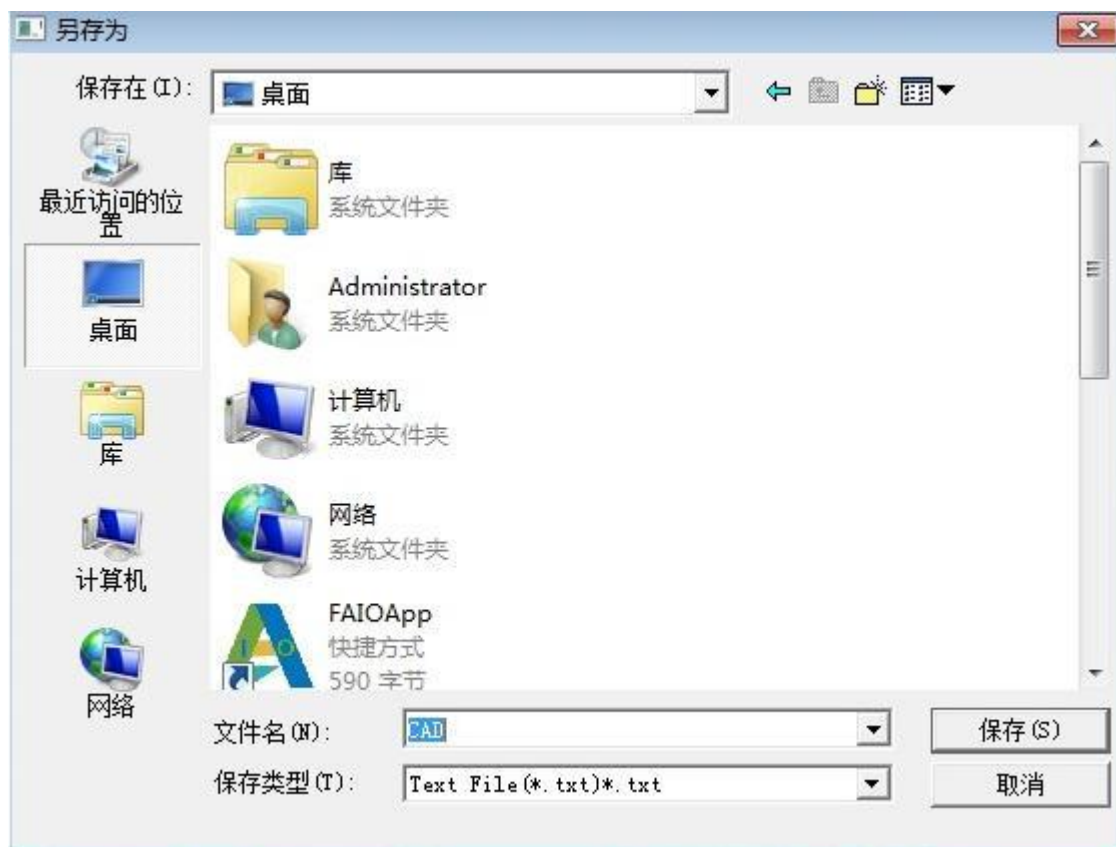 另存为
保存在(I):
桌面
最近访问的位
置
桌面
库
计算机
网络
库
系统文件夹
Administrator
系统文件夹
计算机
系统文件夹
网络
系统文件夹
FAIOApp
快捷方式
590 字节
文件名(N):
CAD
保存(S)
保存类型(T):
Text File(*.txt)*.txt
取消